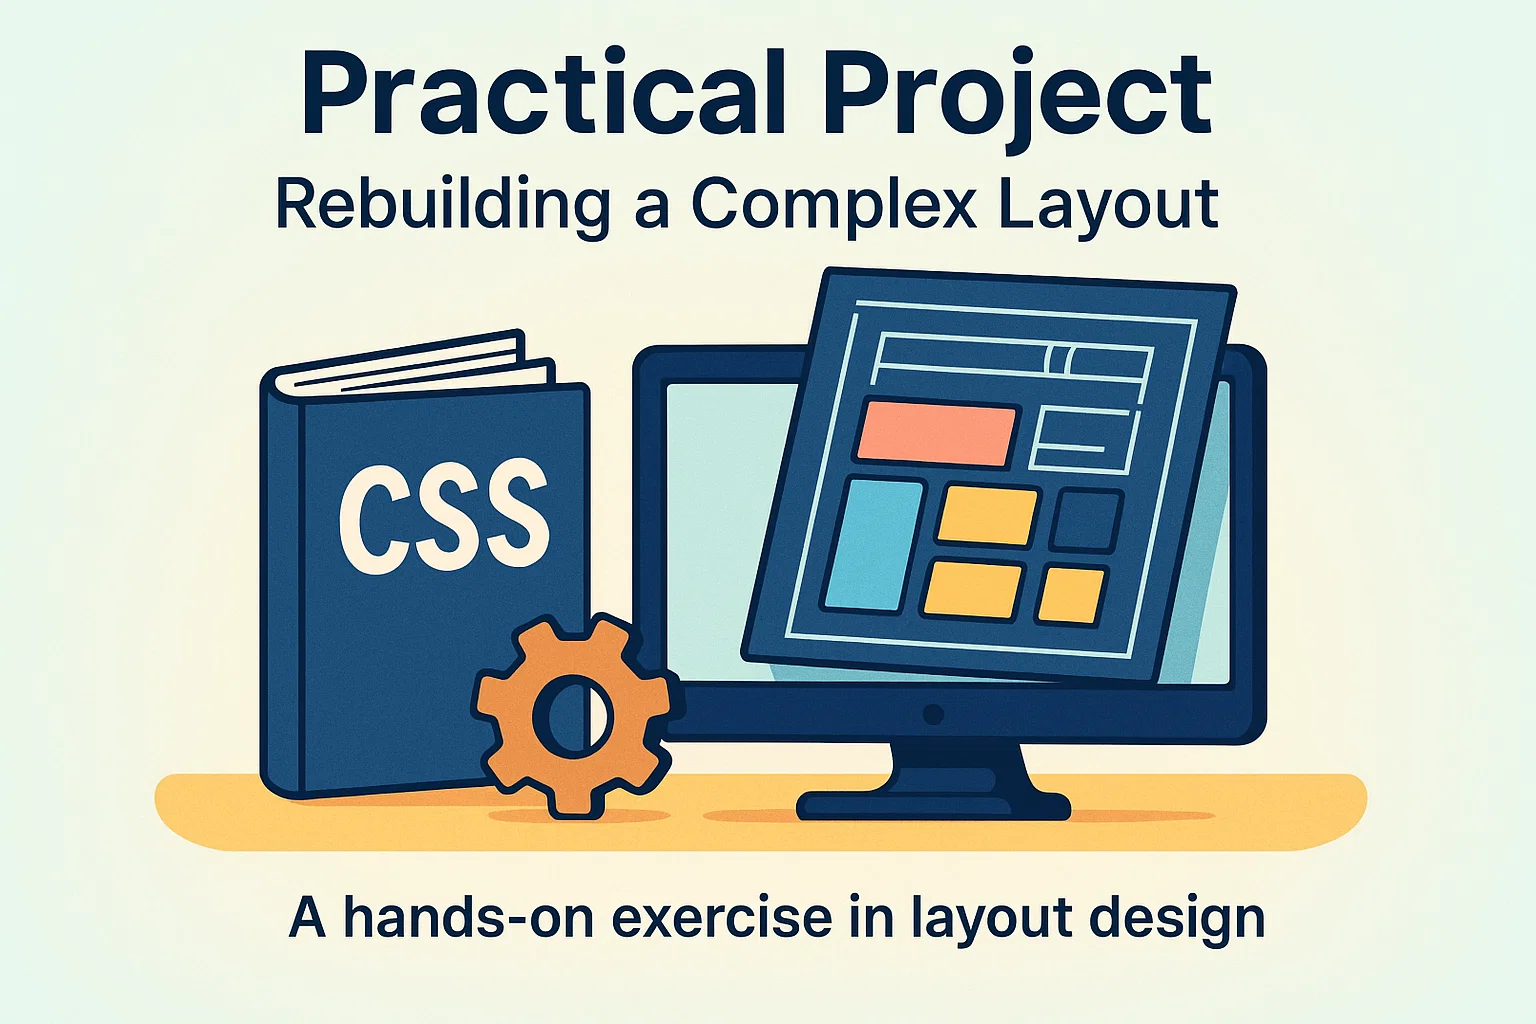 Practical Project
Rebuilding a Complex Layout
CSS
A hands-on exercise in layout design